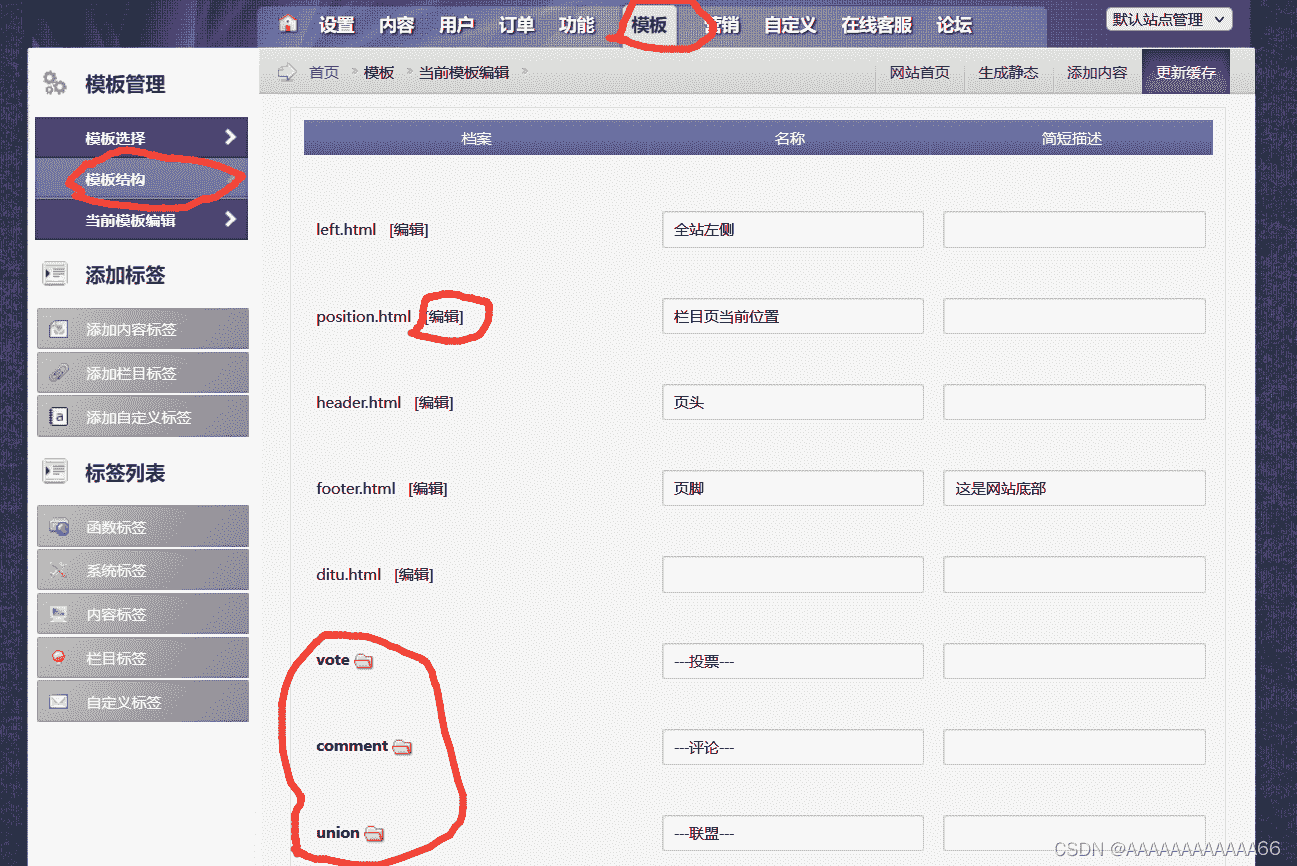 设置 内容 用户 订单 功能 模板 营销 自定义 在线客服 论坛 默认站点管理
模板管理
首页 > 模板 > 当前模板编辑 >
网站首页 生成静态 添加内容 更新缓存
模板选择
模板结构
当前模板编辑
添加标签
添加内容标签
添加栏目标签
添加自定义标签
标签列表
函数标签
系统标签
内容标签
栏目标签
自定义标签
档案 名称 简短描述
left.html [编辑] 全站左侧
position.html [编辑] 栏目页当前位置
header.html [编辑] 页头
footer.html [编辑] 页脚 这是网站底部
ditu.html [编辑]
vote ---投票---
comment ---评论---
union ---联盟---
CSDN @AAAAAAAAAAAA66